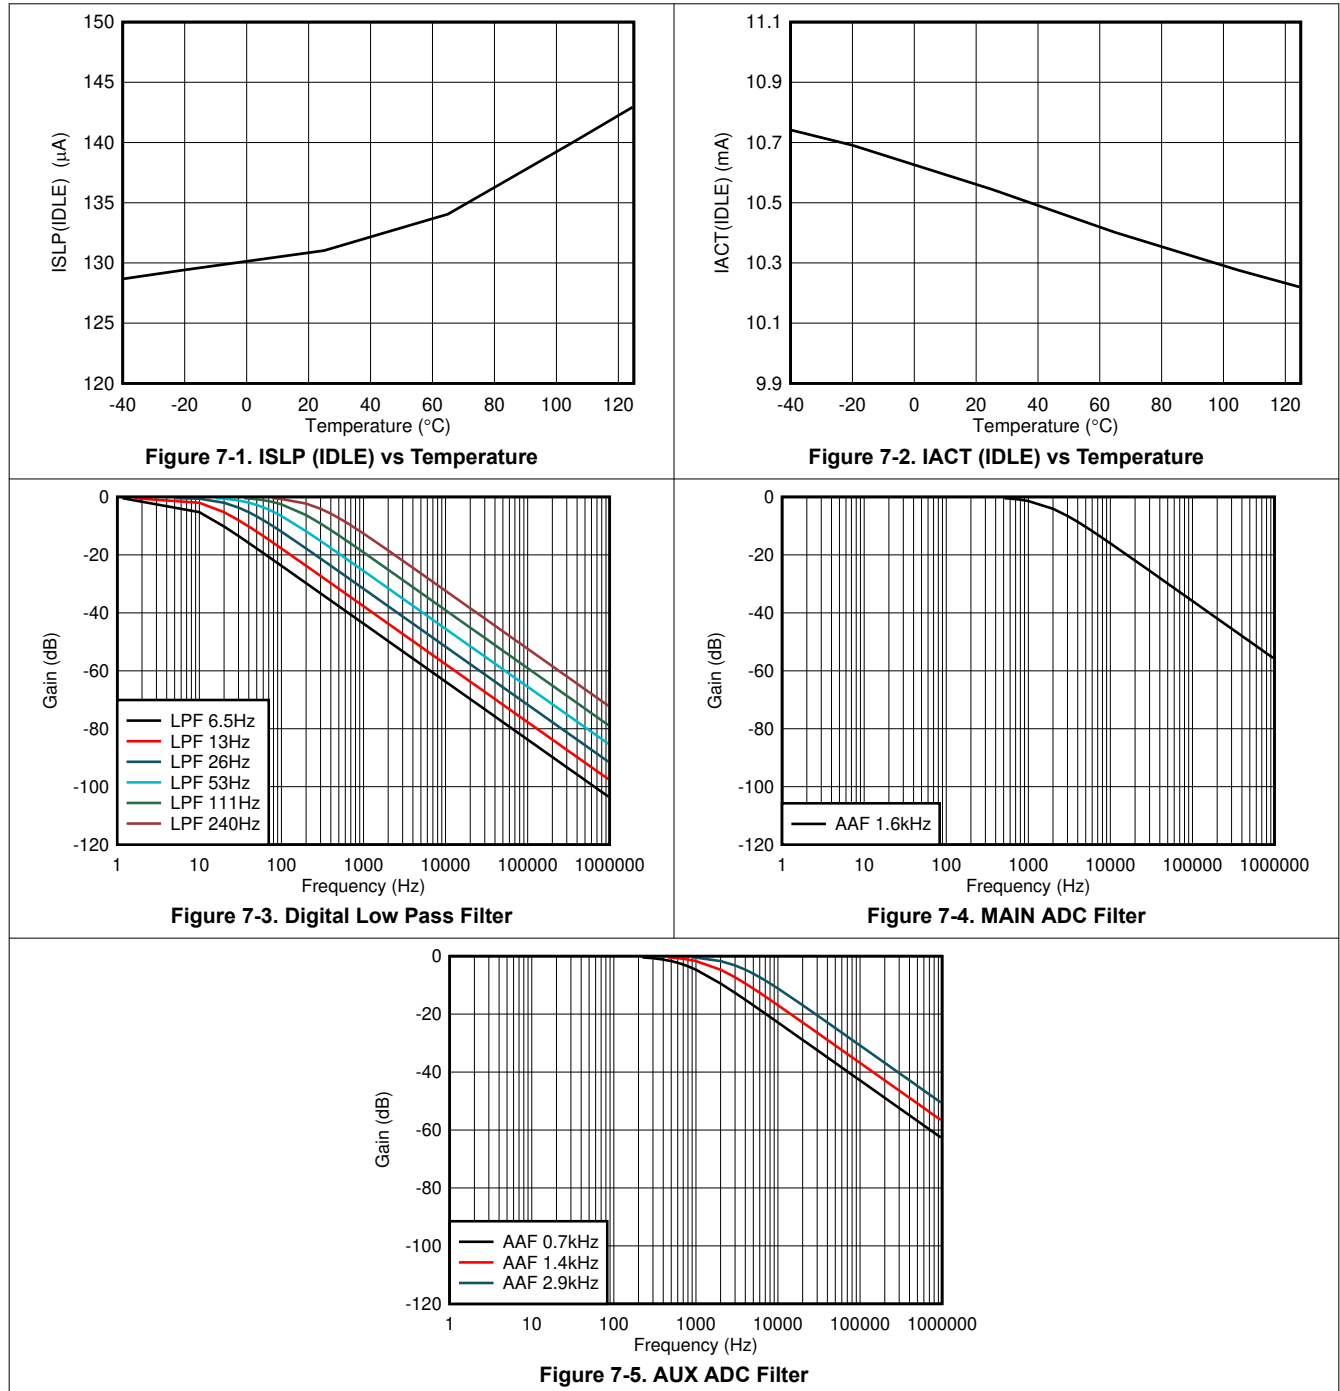 150
145
140
135
130
125
120
ISLP(IDLE) (μA)
-40 -20 0 20 40 60 80 100 120
Temperature (°C)
Figure 7-1. ISLP (IDLE) vs Temperature
11.1
10.9
10.7
10.5
10.3
10.1
9.9
IACT(IDLE) (mA)
-40 -20 0 20 40 60 80 100 120
Temperature (°C)
Figure 7-2. IACT (IDLE) vs Temperature
0
-20
-40
-60
-80
-100
-120
Gain (dB)
LPF 6.5Hz
LPF 13Hz
LPF 26Hz
LPF 53Hz
LPF 111Hz
LPF 240Hz
1 10 100 1000 10000 100000 1000000
Frequency (Hz)
Figure 7-3. Digital Low Pass Filter
0
-20
-40
-60
-80
-100
-120
Gain (dB)
AAF 1.6kHz
1 10 100 1000 10000 100000 1000000
Frequency (Hz)
Figure 7-4. MAIN ADC Filter
0
-20
-40
-60
-80
-100
-120
Gain (dB)
AAF 0.7kHz
AAF 1.4kHz
AAF 2.9kHz
1 10 100 1000 10000 100000 1000000
Frequency (Hz)
Figure 7-5. AUX ADC Filter